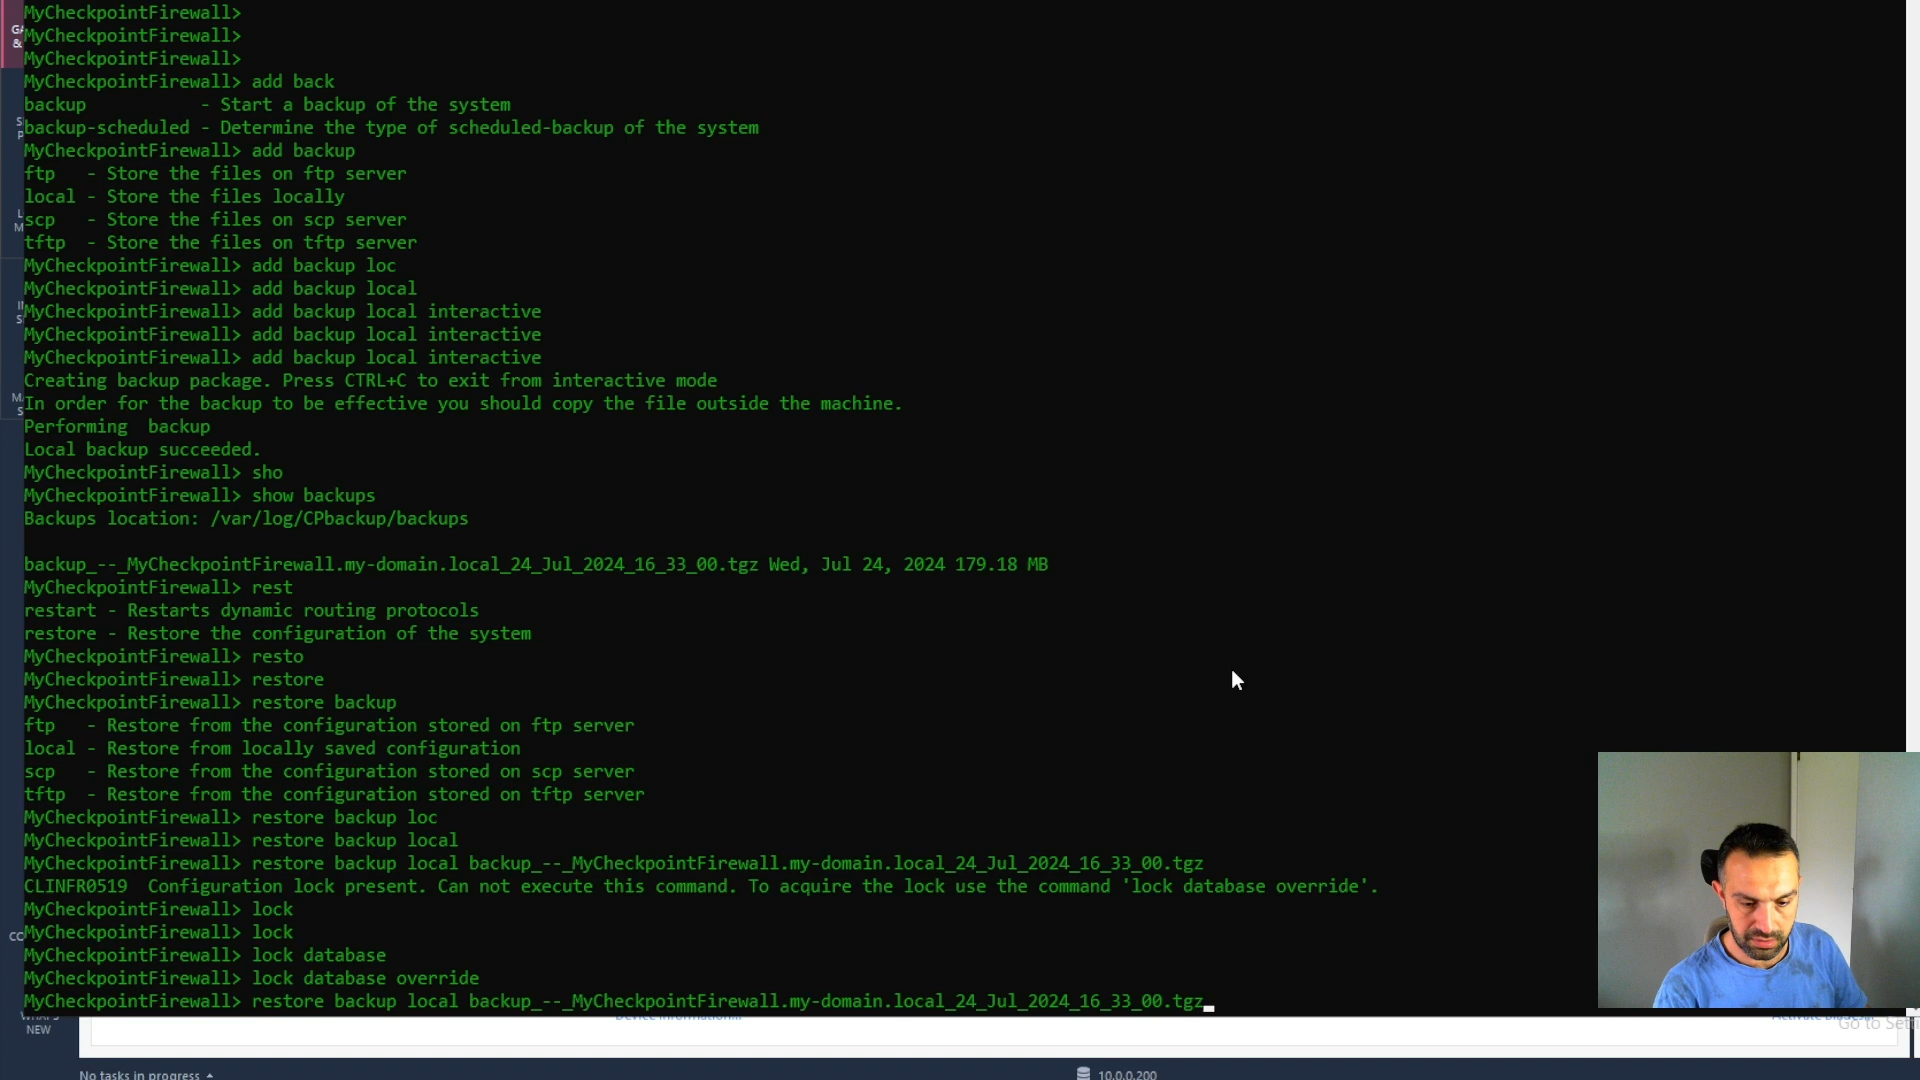 MyCheckpointFirewall>
MyCheckpointFirewall>
MyCheckpointFirewall>
MyCheckpointFirewall> add back
backup           - Start a backup of the system
backup-scheduled - Determine the type of scheduled-backup of the system
MyCheckpointFirewall> add backup
ftp   - Store the files on ftp server
local - Store the files locally
scp   - Store the files on scp server
tftp  - Store the files on tftp server
MyCheckpointFirewall> add backup loc
MyCheckpointFirewall> add backup local
MyCheckpointFirewall> add backup local interactive
MyCheckpointFirewall> add backup local interactive
MyCheckpointFirewall> add backup local interactive
Creating backup package. Press CTRL+C to exit from interactive mode
In order for the backup to be effective you should copy the file outside the machine.
Performing  backup
Local backup succeeded.
MyCheckpointFirewall> sho
MyCheckpointFirewall> show backups
Backups location: /var/log/CPbackup/backups
backup_--_MyCheckpointFirewall.my-domain.local_24_Jul_2024_16_33_00.tgz Wed, Jul 24, 2024 179.18 MB
MyCheckpointFirewall> rest
restart - Restarts dynamic routing protocols
restore - Restore the configuration of the system
MyCheckpointFirewall> resto
MyCheckpointFirewall> restore
MyCheckpointFirewall> restore backup
ftp   - Restore from the configuration stored on ftp server
local - Restore from locally saved configuration
scp   - Restore from the configuration stored on scp server
tftp  - Restore from the configuration stored on tftp server
MyCheckpointFirewall> restore backup loc
MyCheckpointFirewall> restore backup local
MyCheckpointFirewall> restore backup local backup_--_MyCheckpointFirewall.my-domain.local_24_Jul_2024_16_33_00.tgz
CLINFR0519  Configuration lock present. Can not execute this command. To acquire the lock use the command 'lock database override'.
MyCheckpointFirewall> lock
MyCheckpointFirewall> lock
MyCheckpointFirewall> lock database
MyCheckpointFirewall> lock database override
MyCheckpointFirewall> restore backup local backup_--_MyCheckpointFirewall.my-domain.local_24_Jul_2024_16_33_00.tgz
NEW
Go to
No tasks in progress
10.0.0.200